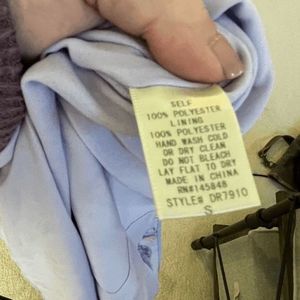 SELF
100% POLYESTER
LINING
100% POLYESTER
HAND WASH COLD
OR DRY CLEAN
DO NOT BLEACH
LAY FLAT TO DRY
MADE IN CHINA
RN#145848
STYLE# DR7910
S